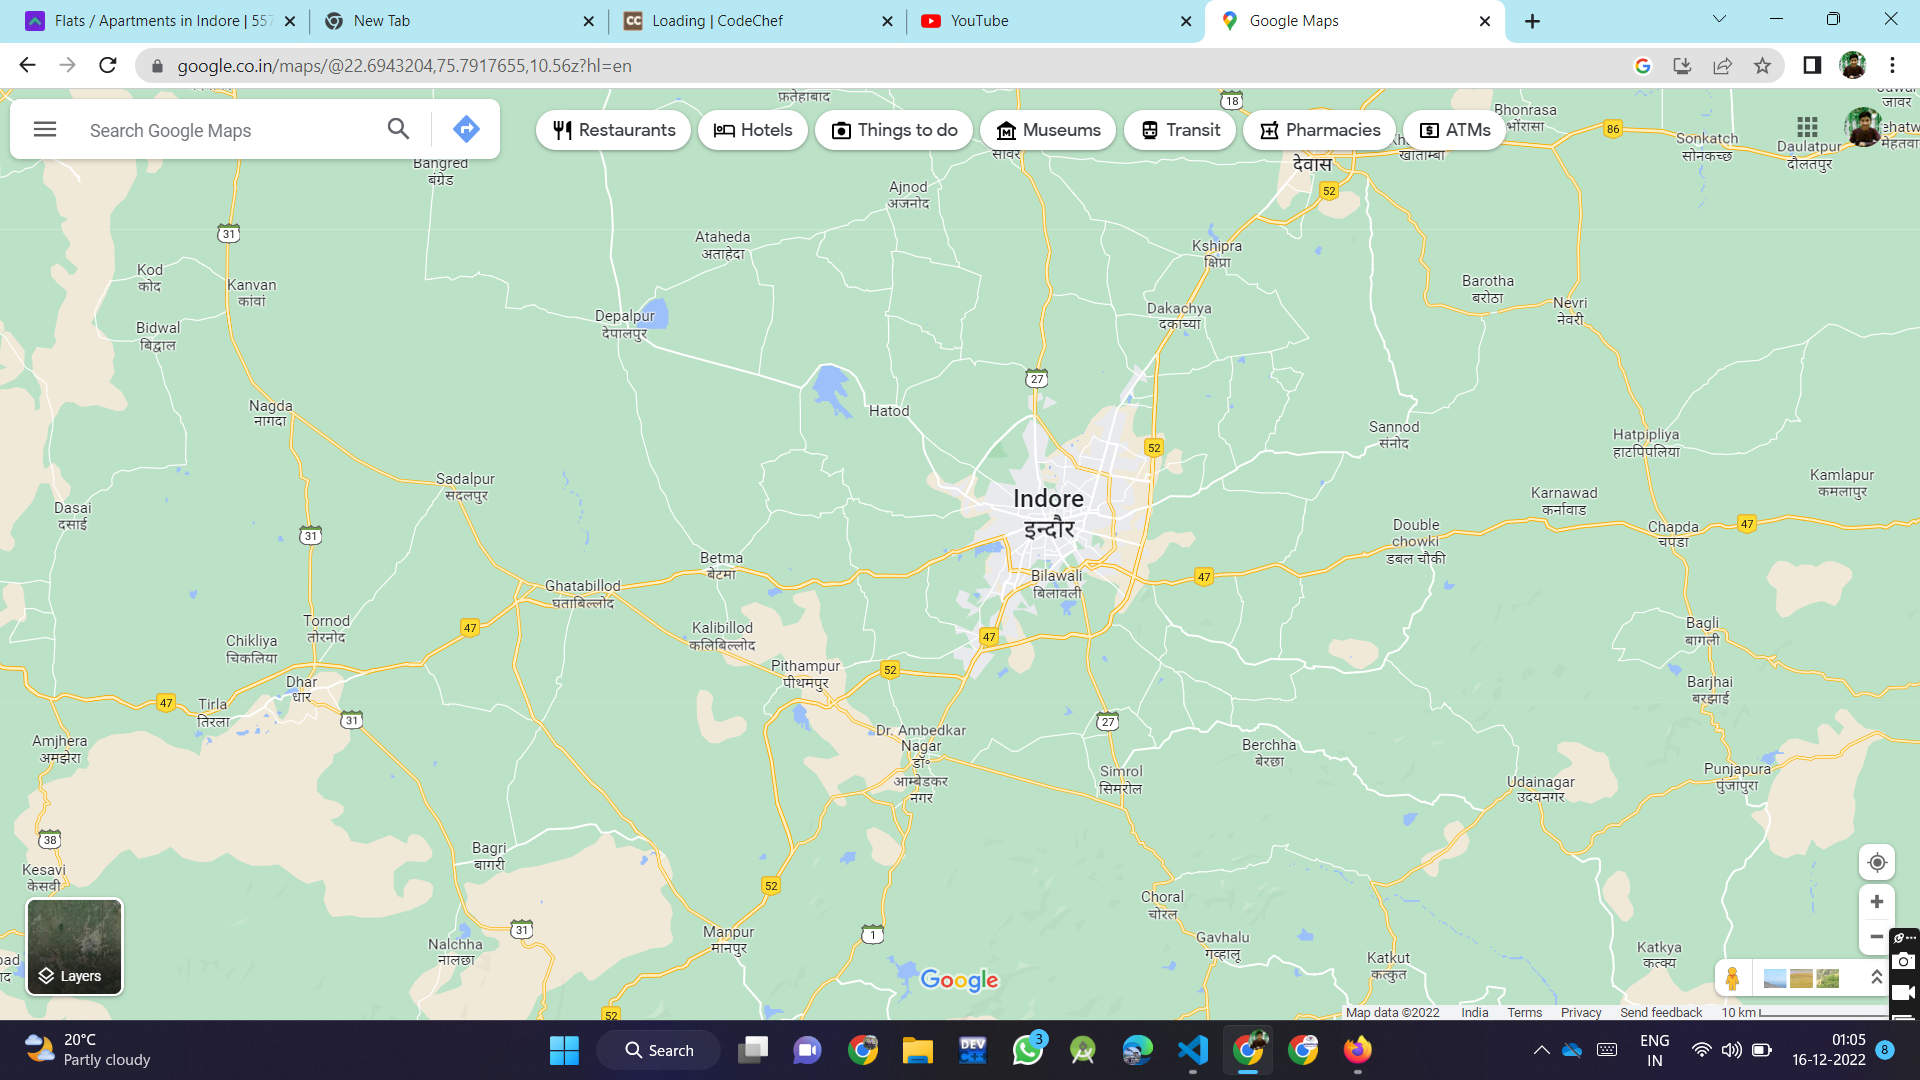 Flats / Apartments in Indore | 557
New Tab
Loading | CodeChef
YouTube
Google Maps
google.co.in/maps/@22.6943204,75.7917655,10.56z?hl=en
Search Google Maps
Restaurants
Hotels
Things to do
Museums
Transit
Pharmacies
ATMs
फ़तेहाबाद
18
Bhonrasa
भोंरासा
जावर
86
Sonkatch
सोनकच्छ
Daulatpur
दौलतपुर
Bangred
बंग्रेड
सांवेर
देवास
खाताम्बा
52
Ajnod
अजनोद
31
Ataheda
अताहेदा
Kshipra
क्षिप्रा
Kod
कोद
Kanvan
कांवां
Barotha
बरोठा
Nevri
नेवरी
Depalpur
देपालपुर
Dakachya
दकाच्या
Bidwal
बिद्वाल
27
Nagda
नागदा
Hatod
Sannod
संनोद
Hatpipliya
हाटपिपलिया
52
Sadalpur
सदलपुर
Kamlapur
कमलापुर
Dasai
दसाई
Indore
इन्दौर
Karnawad
कर्नावाड
Double
chowki
डबल चौकी
Chapda
चपडा
47
31
Betma
बेटमा
Bilawali
बिलावली
47
Ghatabillod
घताबिल्लोद
Tornod
तोरनोद
47
Kalibillod
कलिबिल्लोद
47
Bagli
बागली
Chikliya
चिकलिया
Pithampur
पीथमपुर
52
Dhar
धार
Barjhai
बरझाई
47
Tirla
तिरला
31
27
Amjhera
अमझेरा
Dr. Ambedkar
Nagar
डॉ॰
आम्बेडकर
नगर
Berchha
बेरछा
Simrol
सिमरोल
Punjapura
पुंजापुरा
Udainagar
उदयनगर
38
Bagri
बागरी
Kesavi
केसवी
52
Choral
चोरल
31
Manpur
मानपुर
1
Nalchha
नालछा
Gavhalu
गव्हालू
Katkut
कत्कुत
Katkya
कत्क्य
Layers
Google
52
Map data ©2022
India
Terms
Privacy
Send feedback
10 km
20°C
Partly cloudy
Search
DEV
3
ENG
IN
01:05
16-12-2022
8